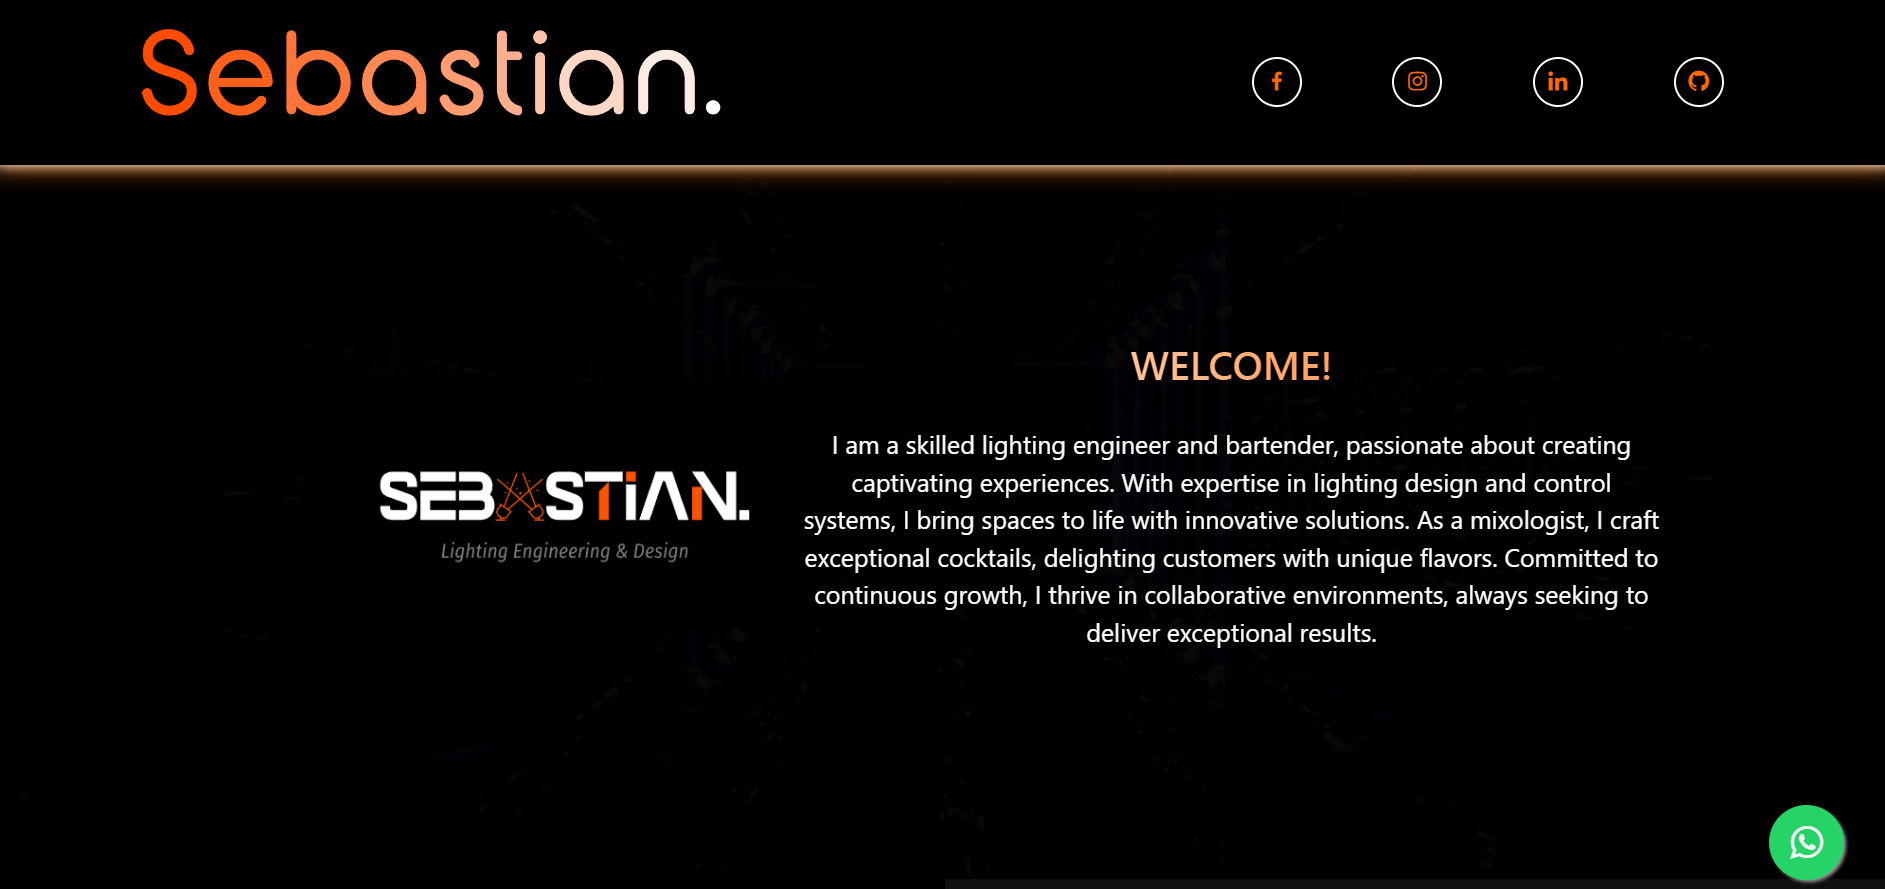 Sebastian.
WELCOME!
I am a skilled lighting engineer and bartender, passionate about creating
captivating experiences. With expertise in lighting design and control
systems, I bring spaces to life with innovative solutions. As a mixologist, I craft
exceptional cocktails, delighting customers with unique flavors. Committed to
continuous growth, I thrive in collaborative environments, always seeking to
deliver exceptional results.
SEBASTiAN.
Lighting Engineering & Design